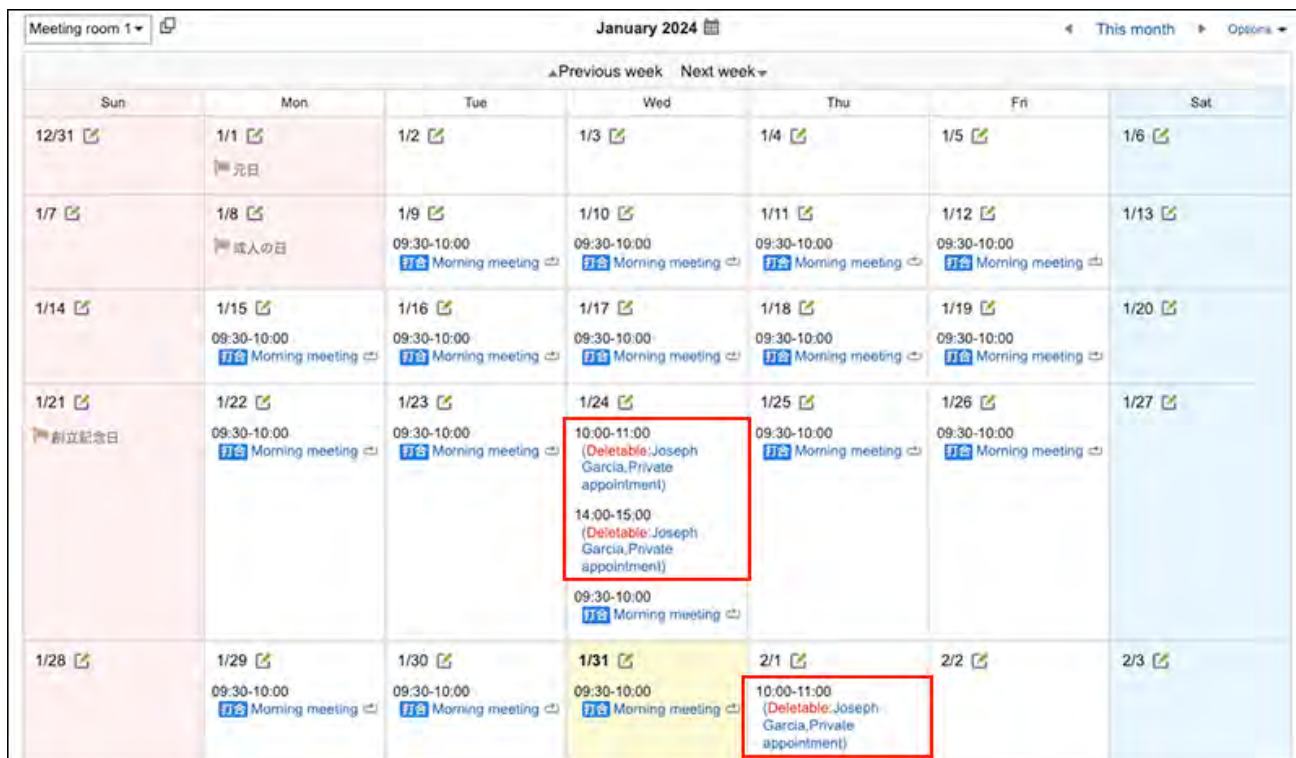 Meeting room 1
January 2024
This month
Options
Previous week Next week
Sun Mon Tue Wed Thu Fri Sat
12/31 1/1 1/2 1/3 1/4 1/5 1/6
元日
1/7 1/8 1/9 1/10 1/11 1/12 1/13
成人の日
09:30-10:00 09:30-10:00 09:30-10:00 09:30-10:00
打合 Morning meeting 打合 Morning meeting 打合 Morning meeting 打合 Morning meeting
1/14 1/15 1/16 1/17 1/18 1/19 1/20
09:30-10:00 09:30-10:00 09:30-10:00 09:30-10:00 09:30-10:00
打合 Morning meeting 打合 Morning meeting 打合 Morning meeting 打合 Morning meeting 打合 Morning meeting
1/21 1/22 1/23 1/24 1/25 1/26 1/27
創立記念日
09:30-10:00 09:30-10:00 10:00-11:00 09:30-10:00 09:30-10:00
打合 Morning meeting 打合 Morning meeting (Deletable:Joseph 打合 Morning meeting 打合 Morning meeting
Garcia,Private
appointment)
14:00-15:00
(Deletable:Joseph
Garcia,Private
appointment)
09:30-10:00
打合 Morning meeting
1/28 1/29 1/30 1/31 2/1 2/2 2/3
09:30-10:00 09:30-10:00 09:30-10:00 10:00-11:00
打合 Morning meeting 打合 Morning meeting 打合 Morning meeting (Deletable:Joseph
Garcia,Private
appointment)